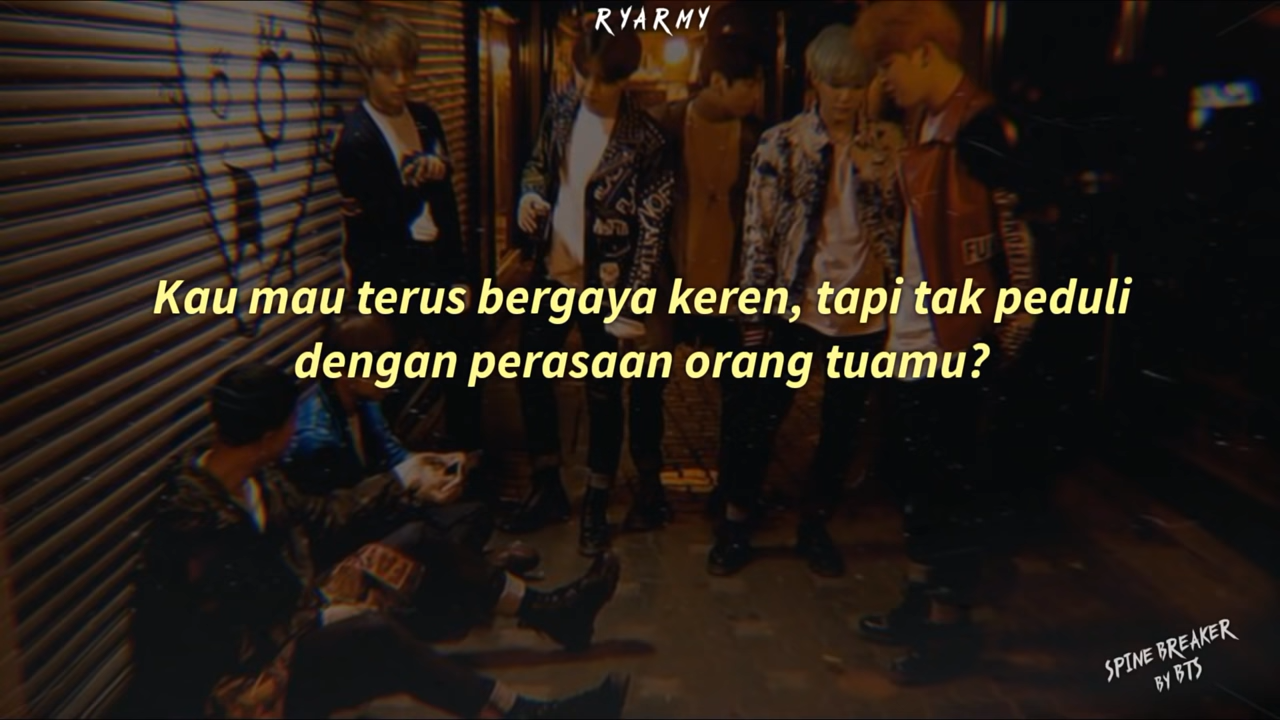 RYARMY
Kau mau terus bergaya keren, tapi tak peduli
dengan perasaan orang tuamu?
SPINE BREAKER
BY BTS